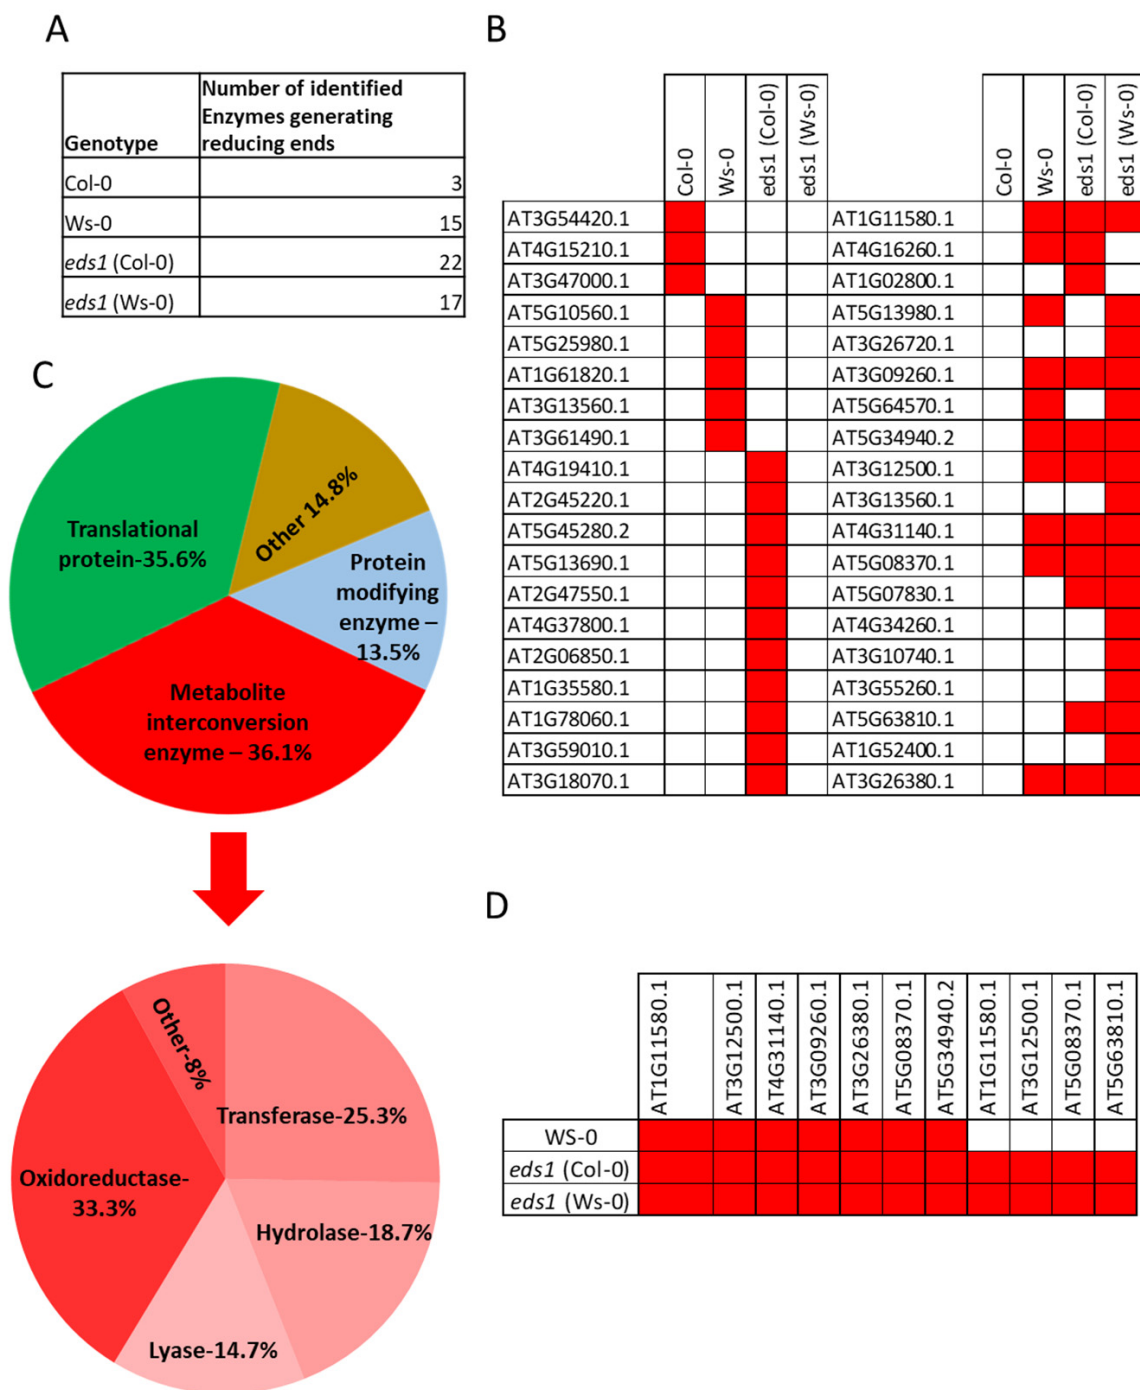 A
Genotype
Number of identified
Enzymes generating
reducing ends
Col-0 3
Ws-0 15
eds1 (Col-0) 22
eds1 (Ws-0) 17
B
Col-0
Ws-0
eds1 (Col-0)
eds1 (Ws-0)
Col-0
Ws-0
eds1 (Col-0)
eds1 (Ws-0)
AT3G54420.1 AT1G11580.1
AT4G15210.1 AT4G16260.1
AT3G47000.1 AT1G02800.1
AT5G10560.1 AT5G13980.1
AT5G25980.1 AT3G26720.1
AT1G61820.1 AT3G09260.1
AT3G13560.1 AT5G64570.1
AT3G61490.1 AT5G34940.2
AT4G19410.1 AT3G12500.1
AT2G45220.1 AT3G13560.1
AT5G45280.2 AT4G31140.1
AT5G13690.1 AT5G08370.1
AT2G47550.1 AT5G07830.1
AT4G37800.1 AT4G34260.1
AT2G06850.1 AT3G10740.1
AT1G35580.1 AT3G55260.1
AT1G78060.1 AT5G63810.1
AT3G59010.1 AT1G52400.1
AT3G18070.1 AT3G26380.1
C
Translational
protein-35.6%
Other 14.8%
Protein
modifying
enzyme –
13.5%
Metabolite
interconversion
enzyme – 36.1%
Other-8%
Transferase-25.3%
Oxidoreductase-
33.3%
Hydrolase-18.7%
Lyase-14.7%
D
AT1G11580.1
AT3G12500.1
AT4G31140.1
AT3G09260.1
AT3G26380.1
AT5G08370.1
AT5G34940.2
AT1G11580.1
AT3G12500.1
AT5G08370.1
AT5G63810.1
WS-0
eds1 (Col-0)
eds1 (Ws-0)